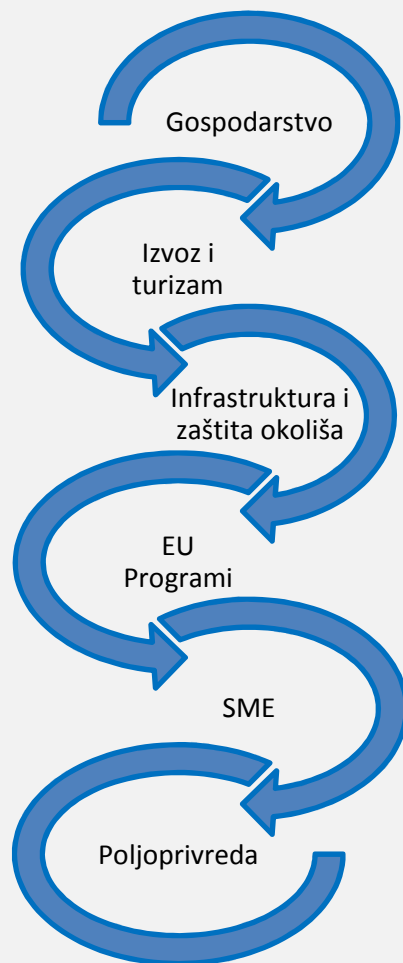 Gospodarstvo
Izvoz i
turizam
Infrastruktura i
zaštita okoliša
EU
Programi
SME
Poljoprivreda